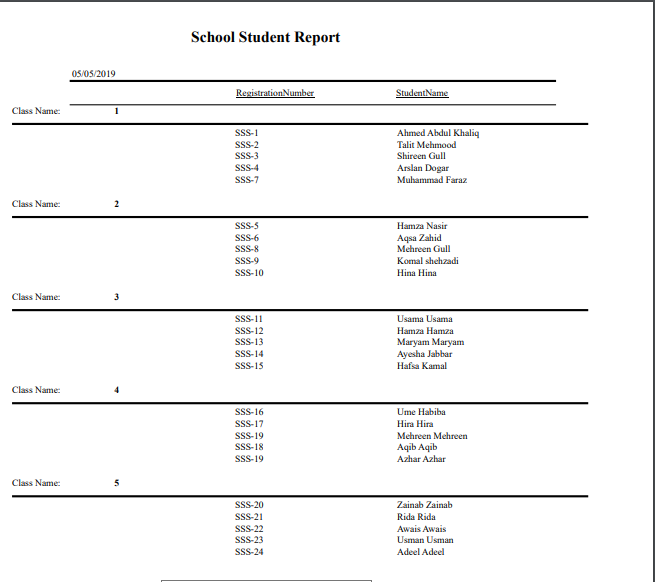 School Student Report
05/05/2019
RegistrationNumber StudentName
Class Name: 1
SSS-1 Ahmed Abdul Khaliq
SSS-2 Talit Mehmood
SSS-3 Shireen Gull
SSS-4 Arslan Dogar
SSS-7 Muhammad Faraz
Class Name: 2
SSS-5 Hamza Nasir
SSS-6 Aqsa Zahid
SSS-8 Mehreen Gull
SSS-9 Komal shehzadi
SSS-10 Hina Hina
Class Name: 3
SSS-11 Usama Usama
SSS-12 Hamza Hamza
SSS-13 Maryam Maryam
SSS-14 Ayesha Jabbar
SSS-15 Hafsa Kamal
Class Name: 4
SSS-16 Ume Habiba
SSS-17 Hira Hira
SSS-19 Mehreen Mehreen
SSS-18 Aqib Aqib
SSS-19 Azhar Azhar
Class Name: 5
SSS-20 Zainab Zainab
SSS-21 Rida Rida
SSS-22 Awais Awais
SSS-23 Usman Usman
SSS-24 Adeel Adeel